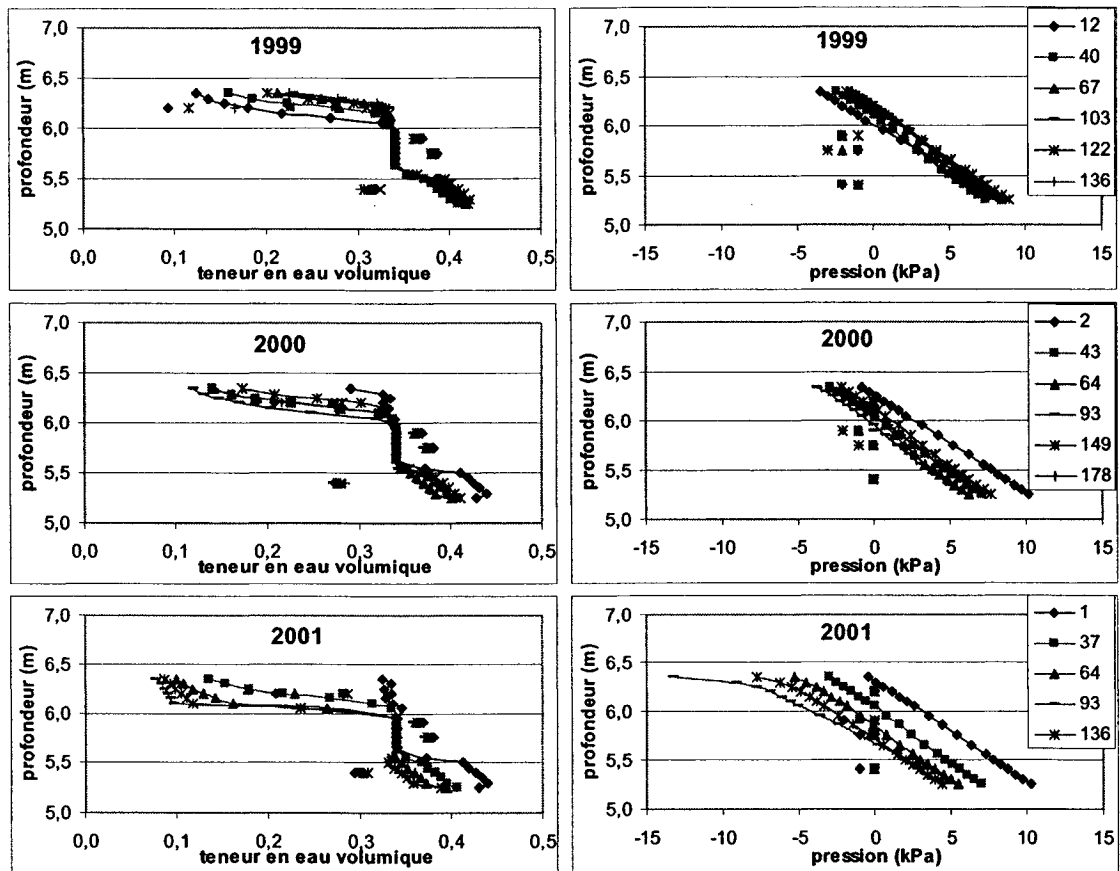 1999
profondeur (m)
7,0
6,5
6,0
5,5
5,0
0,0 0,1 0,2 0,3 0,4 0,5
teneur en eau volumique
1999
profondeur (m)
7,0
6,5
6,0
5,5
5,0
-15 -10 -5 0 5 10 15
pression (kPa)
12
40
67
103
122
136
2000
profondeur (m)
7,0
6,5
6,0
5,5
5,0
0,0 0,1 0,2 0,3 0,4 0,5
teneur en eau volumique
2000
profondeur (m)
7,0
6,5
6,0
5,5
5,0
-15 -10 -5 0 5 10 15
pression (kPa)
2
43
64
93
149
178
2001
profondeur (m)
7,0
6,5
6,0
5,5
5,0
0,0 0,1 0,2 0,3 0,4 0,5
teneur en eau volumique
2001
profondeur (m)
7,0
6,5
6,0
5,5
5,0
-15 -10 -5 0 5 10 15
pression (kPa)
1
37
64
93
136